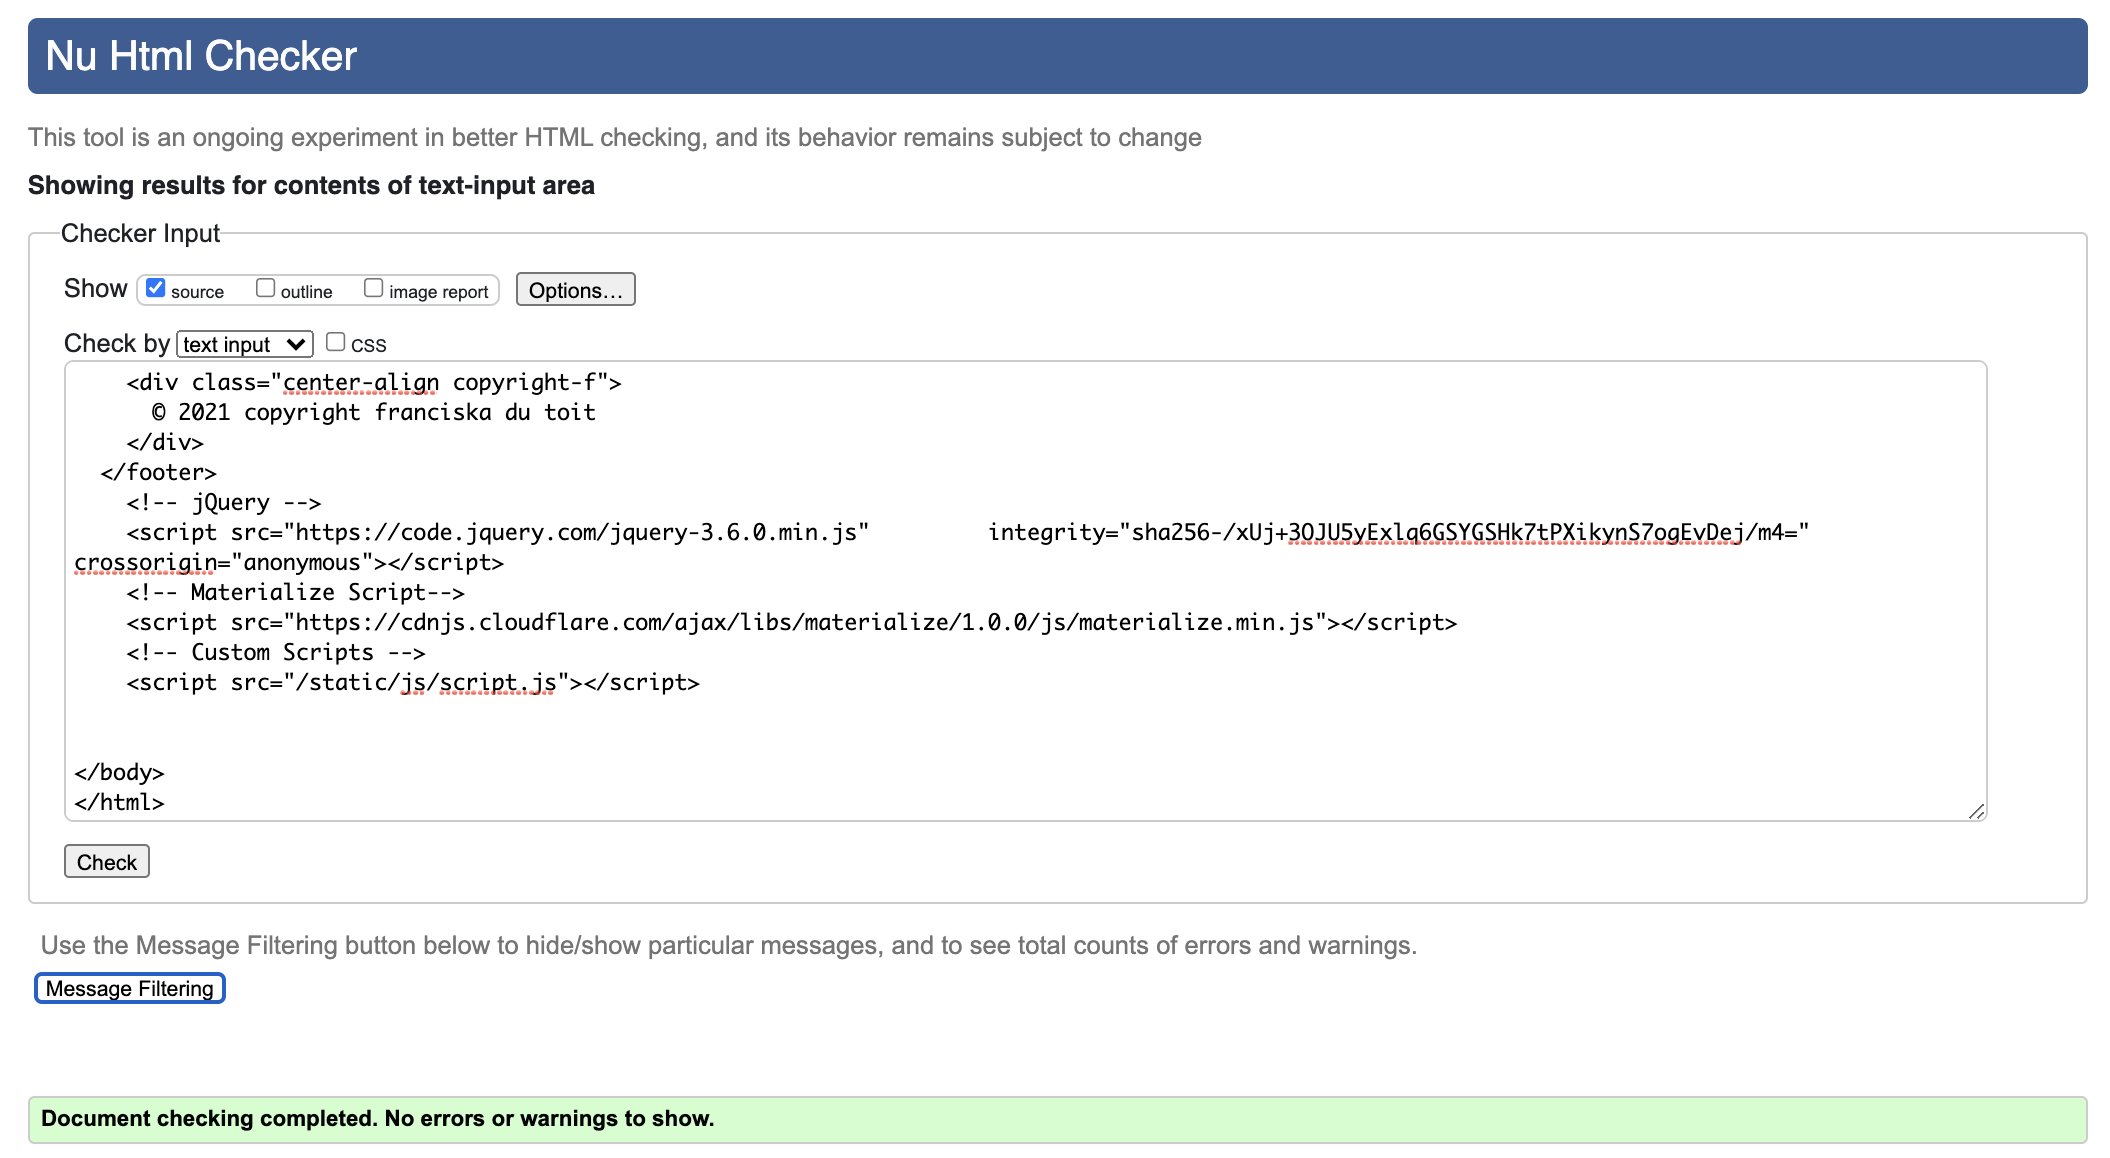 Nu Html Checker
This tool is an ongoing experiment in better HTML checking, and its behavior remains subject to change
Showing results for contents of text-input area
Checker Input
Show source outline image report Options...
Check by text input css
<div class="center-align copyright-f">
© 2021 copyright franciska du toit
</div>
</footer>
<!-- jQuery -->
<script src="https://code.jquery.com/jquery-3.6.0.min.js" integrity="sha256-/xUj+3OJU5yExlq6GSYGSHk7tPXikynS7ogEvDej/m4="
crossorigin="anonymous"></script>
<!-- Materialize Script-->
<script src="https://cdnjs.cloudflare.com/ajax/libs/materialize/1.0.0/js/materialize.min.js"></script>
<!-- Custom Scripts -->
<script src="/static/js/script.js"></script>
</body>
</html>
Check
Use the Message Filtering button below to hide/show particular messages, and to see total counts of errors and warnings.
Message Filtering
Document checking completed. No errors or warnings to show.